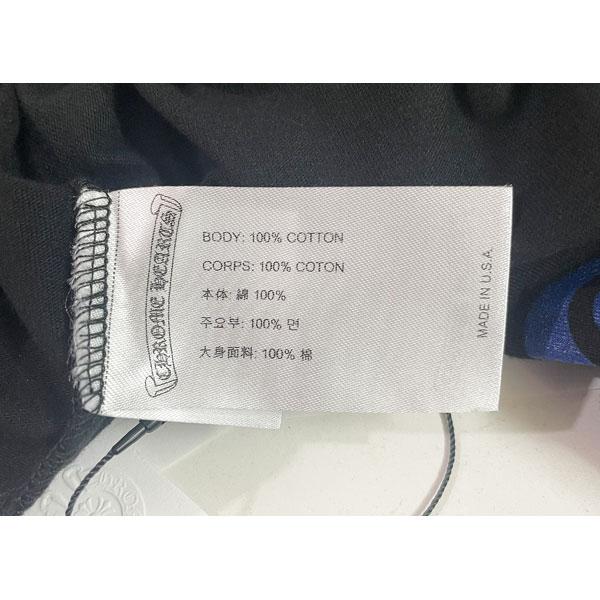 CHROME HEARTS
BODY: 100% COTTON
CORPS: 100% COTON
本体: 綿 100%
주요부: 100% 면
大身面料: 100% 棉
MADE IN U.S.A.